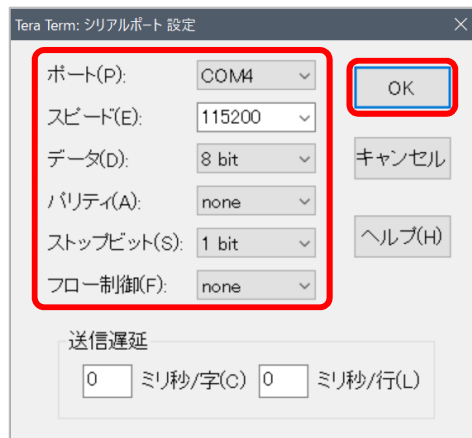 Tera Term: シリアルポート 設定
ポート(P): COM4 OK
スピード(E): 115200
データ(D): 8 bit キャンセル
パリティ(A): none
ストップビット(S): 1 bit ヘルプ(H)
フロー制御(F): none
送信遅延
0 ミリ秒/字(C) 0 ミリ秒/行(L)